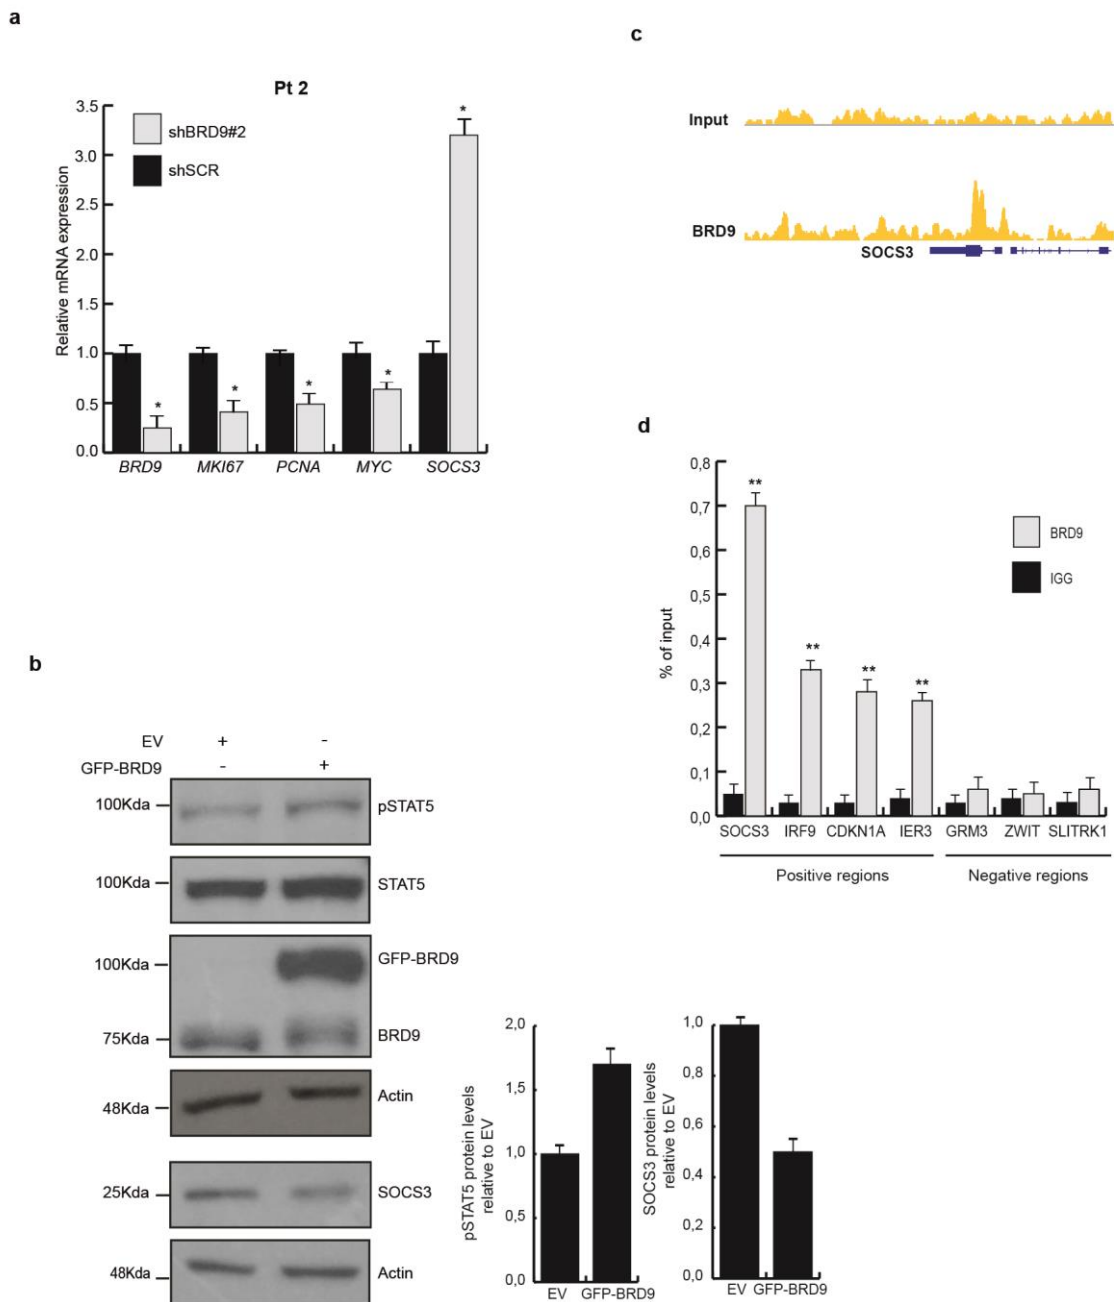 a
Pt 2
3.5
3.0
2.5
2.0
1.5
1.0
0.5
0.0
Relative mRNA expression
shBRD9#2
shSCR
*
*
*
*
*
BRD9
MKI67
PCNA
MYC
SOCS3
c
Input
BRD9
SOCS3
d
0,8
0,7
0,6
0,5
0,4
0,3
0,2
0,1
0,0
% of input
BRD9
IGG
**
**
**
**
SOCS3
IRF9
CDKN1A
IER3
GRM3
ZWIT
SLITRK1
Positive regions
Negative regions
b
EV + -
GFP-BRD9 - +
100Kda
pSTAT5
100Kda
STAT5
100Kda
GFP-BRD9
75Kda
BRD9
48Kda
Actin
25Kda
SOCS3
48Kda
Actin
2,0
1,5
1,0
0,5
0,0
pSTAT5 protein levels
relative to EV
EV GFP-BRD9
1,0
0,8
0,6
0,4
0,2
0,0
SOCS3 protein levels
relative to EV
EV GFP-BRD9